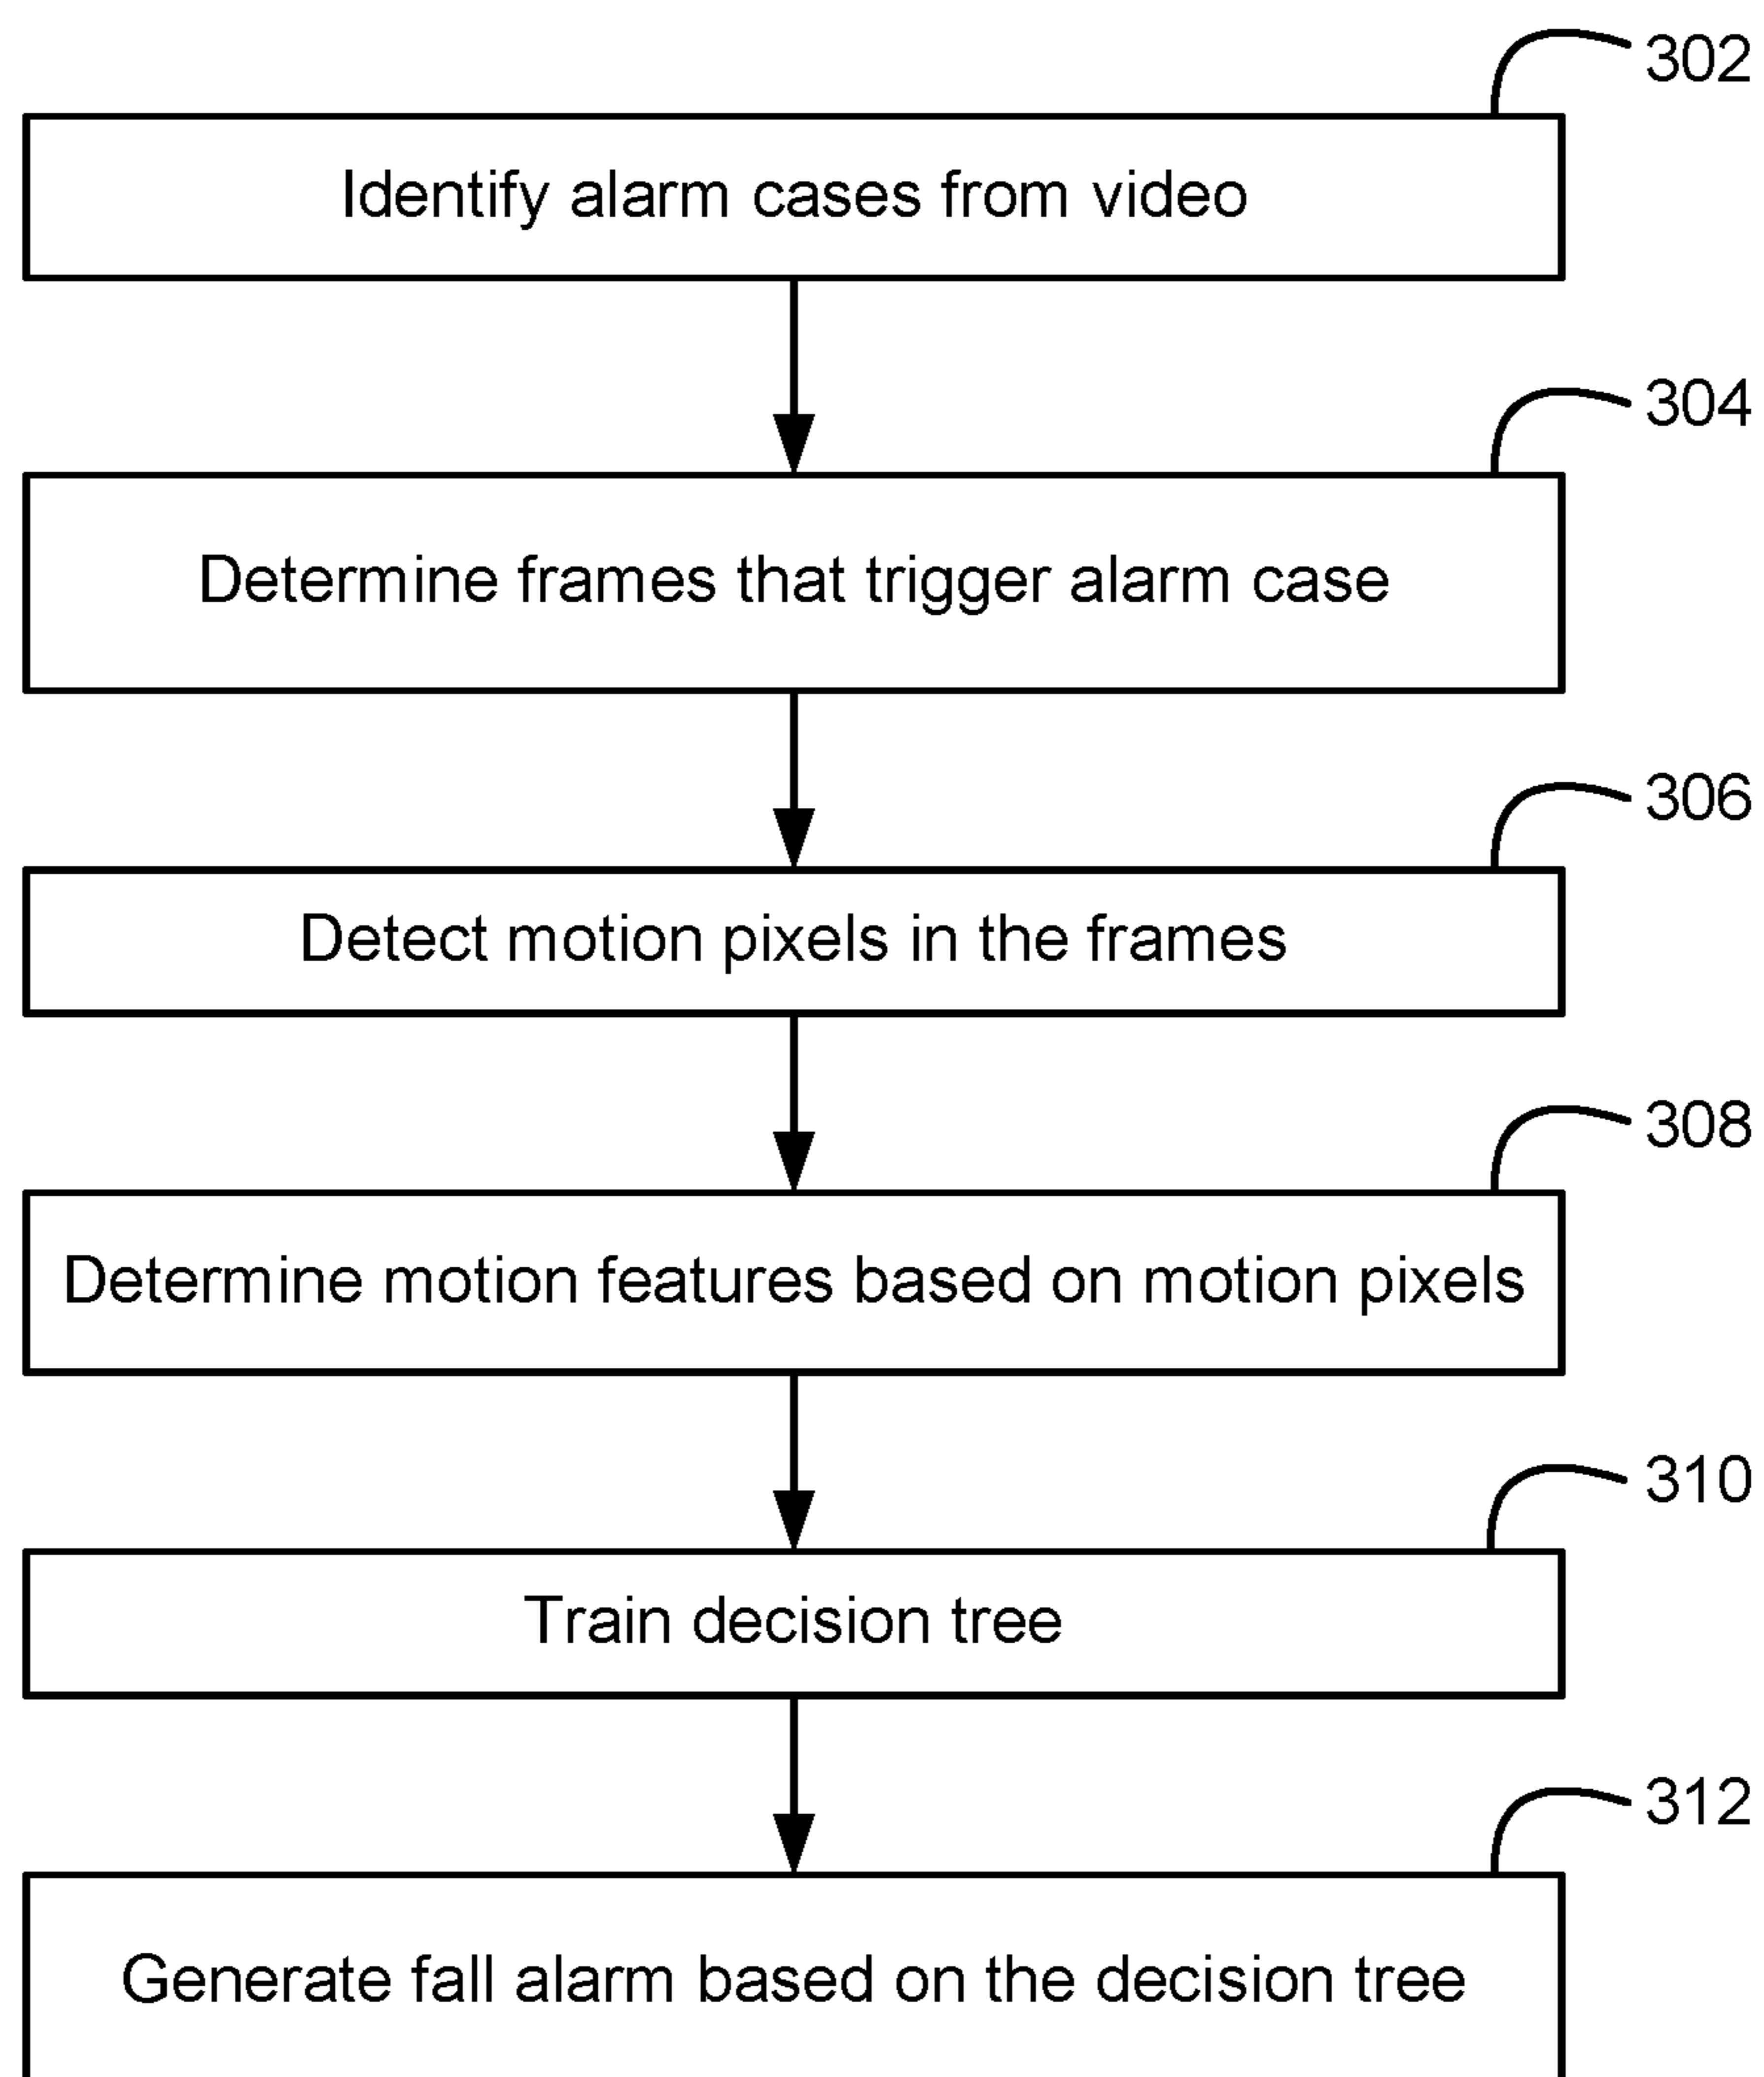 302
Identify alarm cases from video
304
Determine frames that trigger alarm case
306
Detect motion pixels in the frames
308
Determine motion features based on motion pixels
310
Train decision tree
312
Generate fall alarm based on the decision tree